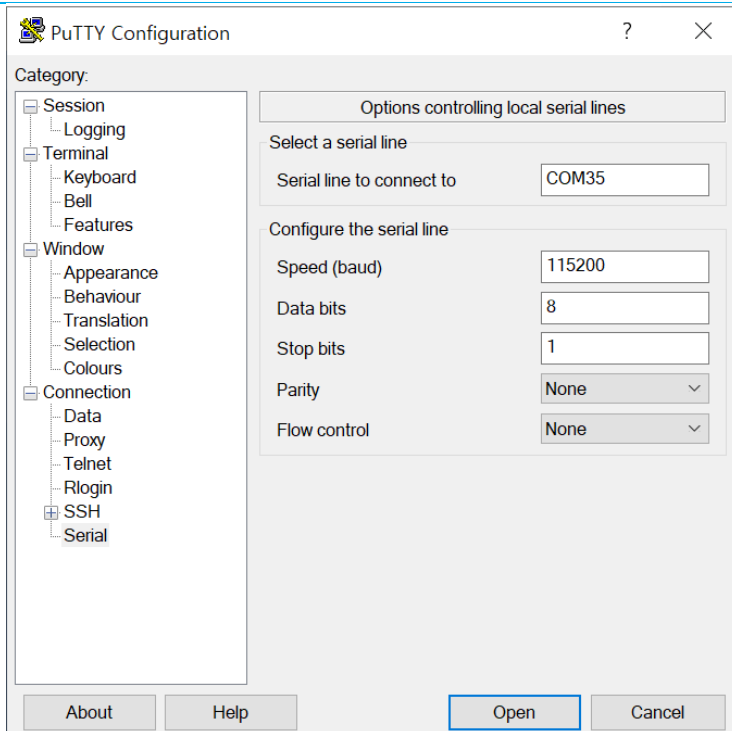 PuTTY Configuration
?
Category:
Session
Logging
Terminal
Keyboard
Bell
Features
Window
Appearance
Behaviour
Translation
Selection
Colours
Connection
Data
Proxy
Telnet
Rlogin
SSH
Serial
Options controlling local serial lines
Select a serial line
Serial line to connect to COM35
Configure the serial line
Speed (baud) 115200
Data bits 8
Stop bits 1
Parity None
Flow control None
About Help Open Cancel